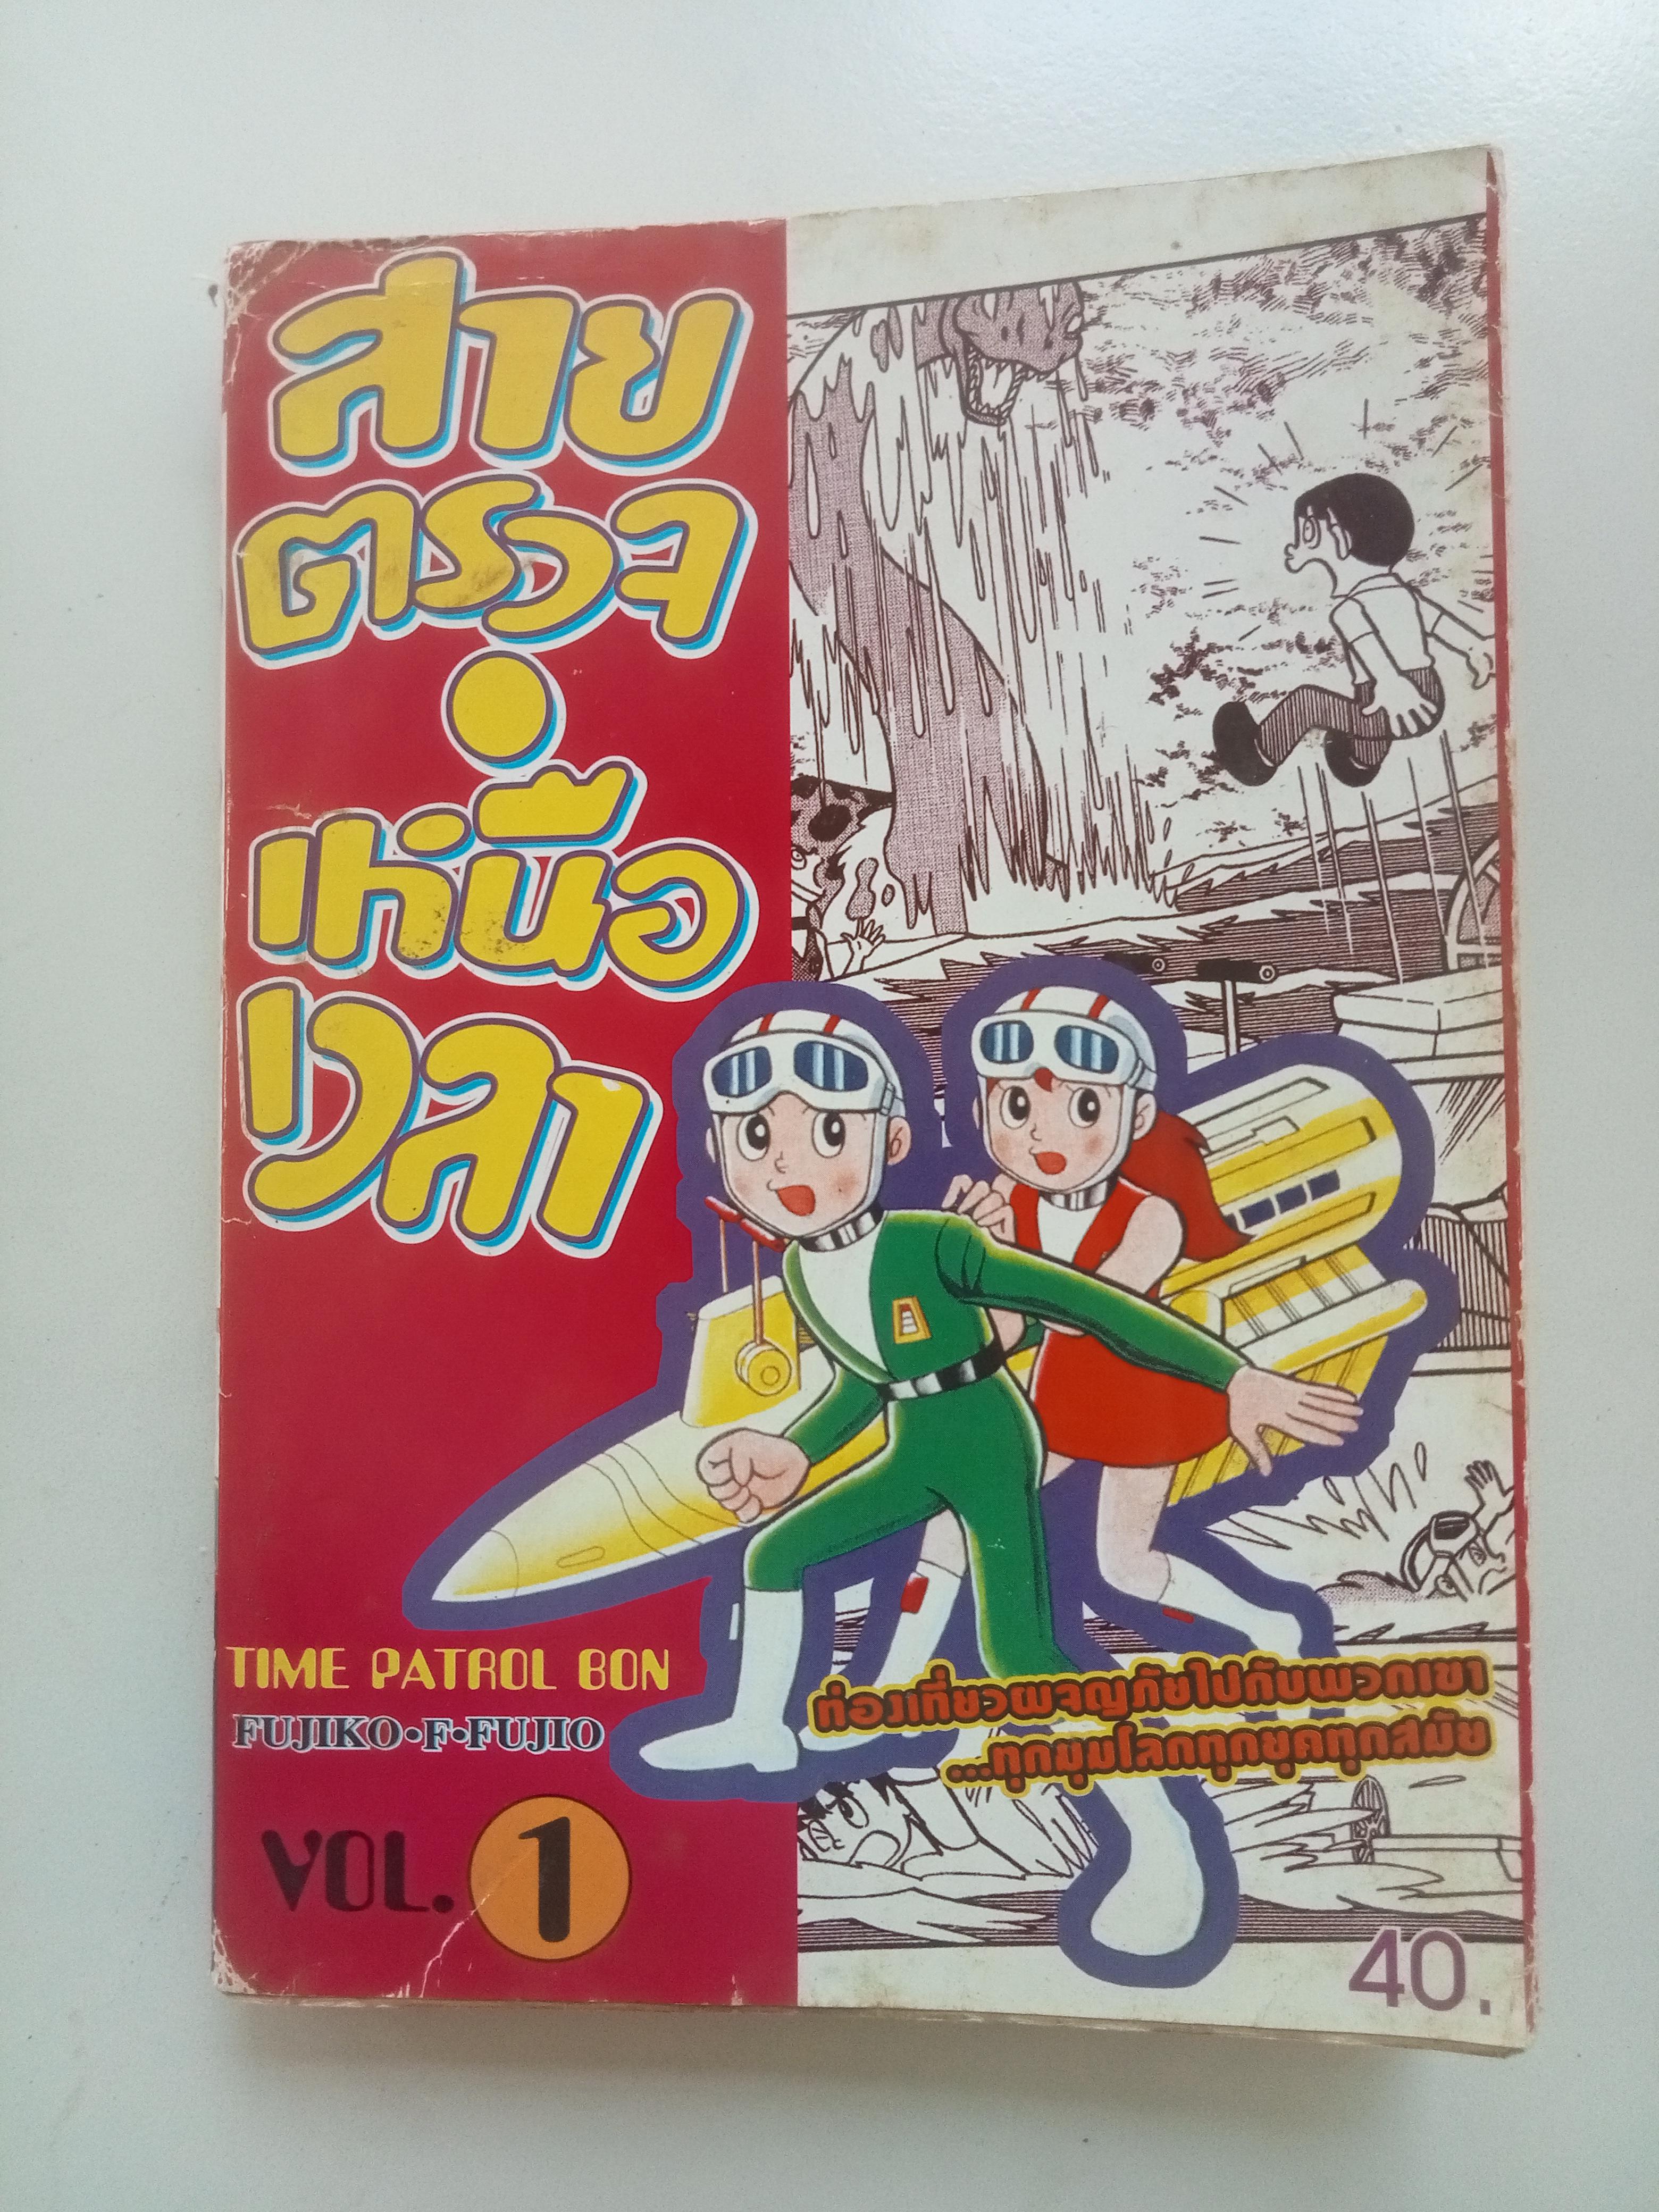 สาย
ตรวจ
เหนือ
เวลา
TIME PATROL BON
FUJIKO•F•FUJIO
VOL. 1
ท่องเที่ยวผจญภัยไปกับพวกเขา
...ทุกมุมโลกทุกยุคทุกสมัย
40.